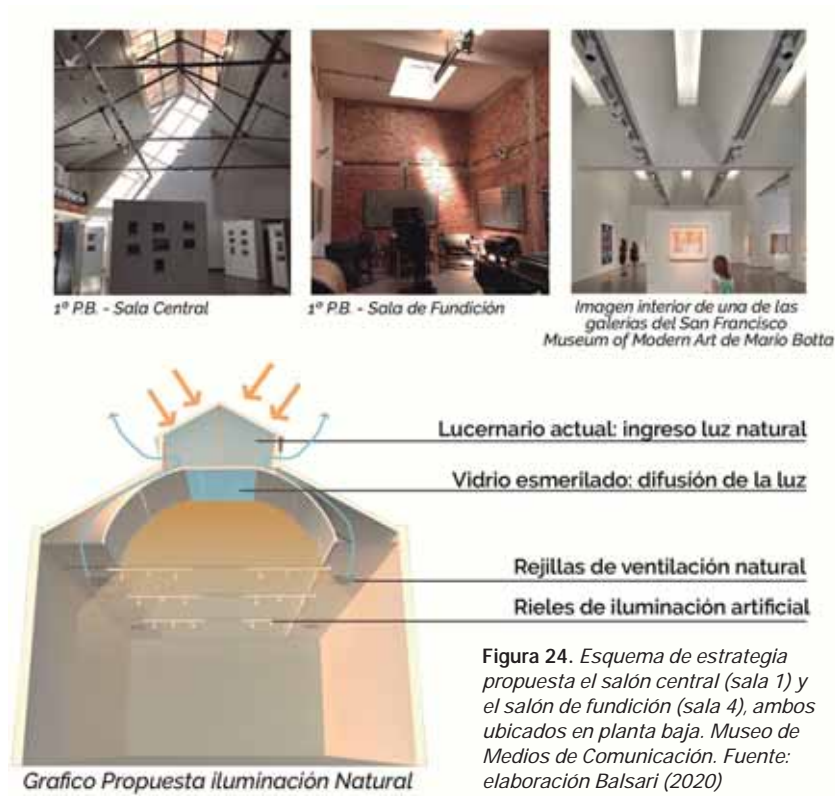 1º P.B. - Sala Central
1º P.B. - Sala de Fundición
Imagen interior de una de las
galerias del San Francisco
Museum of Modern Art de Mario Botta
Lucernario actual: ingreso luz natural
Vidrio esmerilado: difusión de la luz
Rejillas de ventilación natural
Rieles de iluminación artificial
Figura 24. Esquema de estrategia
propuesta el salón central (sala 1) y
el salón de fundición (sala 4), ambos
ubicados en planta baja. Museo de
Medios de Comunicación. Fuente:
elaboración Balsari (2020)
Grafico Propuesta iluminación Natural